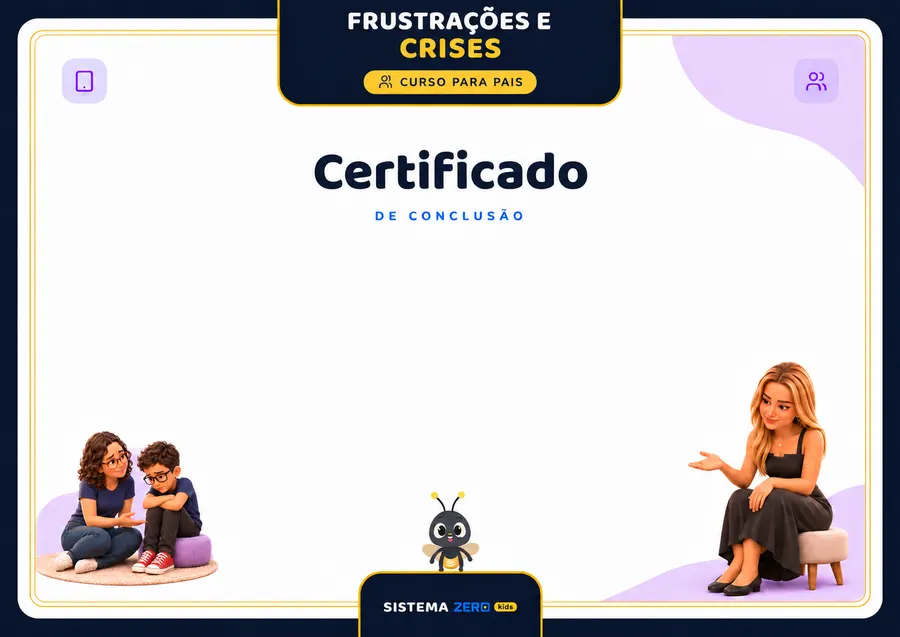 FRUSTRAÇÕES E
CRISES
CURSO PARA PAIS
Certificado
DE CONCLUSÃO
SISTEMA ZERO kids